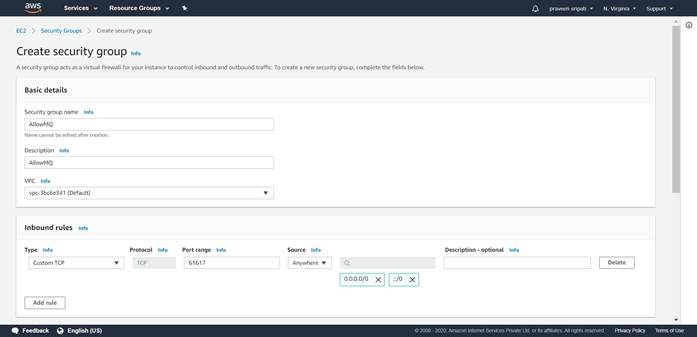 aws Services Resource Groups praveen sripati N. Virginia Support
EC2 > Security Groups > Create security group
Create security group Info
A security group acts as a virtual firewall for your instance to control inbound and outbound traffic. To create a new security group, complete the fields below.
Basic details
Security group name Info
AllowMQ
Name cannot be edited after creation.
Description Info
AllowMQ
VPC Info
vpc-3bc6e341 (Default)
Inbound rules Info
Type Info Protocol Info Port range Info Source Info Description - optional Info
Custom TCP TCP 61617 Anywhere Delete
0.0.0.0/0 ::/0
Add rule
Feedback English (US) © 2008 - 2020, Amazon Internet Services Private Ltd. or its affiliates. All rights reserved. Privacy Policy Terms of Use